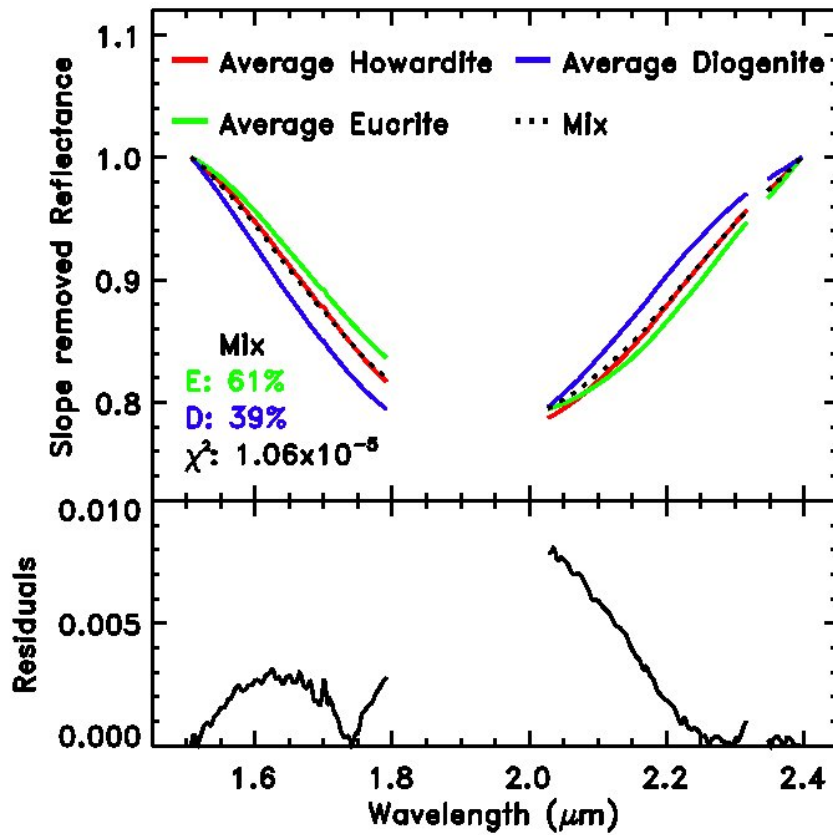 1.1
Average Howardite
Average Diogenite
Average Eucrite
Mix
1.0
0.9
0.8
Slope removed Reflectance
Mix
E: 61%
D: 39%
χ²: 1.06x10⁻⁵
0.010
0.005
0.000
Residuals
1.6 1.8 2.0 2.2 2.4
Wavelength (μm)